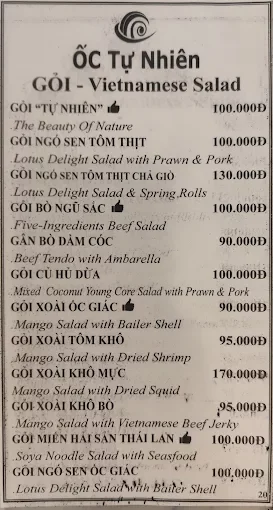 ỐC Tự Nhiên
GỎI - Vietnamese Salad
GỎI “TỰ NHIÊN” 100.000Đ
.The Beauty Of Nature
GỎI NGÓ SEN TÔM THỊT 100.000Đ
.Lotus Delight Salad with Prawn & Pork
GỎI NGÓ SEN TÔM THỊT CHẢ GIÒ 130.000Đ
.Lotus Delight Salad & Spring Rolls
GỎI BÒ NGŨ SẮC 100.000Đ
.Five-Ingredients Beef Salad
GÂN BÒ DẦM CÓC 90.000Đ
.Beef Tendo with Ambarella
GỎI CỦ HỦ DỪA 100.000Đ
.Mixed Coconut Young Core Salad with Prawn & Pork
GỎI XOÀI ỐC GIÁC 90.000Đ
.Mango Salad with Bailer Shell
GỎI XOÀI TÔM KHÔ 95.000Đ
.Mango Salad with Dried Shrimp
GỎI XOÀI KHÔ MỰC 170.000Đ
Mango Salad with Dried Squid
GỎI XOÀI KHÔ BÒ 95.000Đ
.Mango Salad with Vietnamese Beef Jerky
GỎI MIẾN HẢI SẢN THÁI LAN 100.000Đ
.Soya Noodle Salad with Seasfood
GỎI NGÓ SEN ỐC GIÁC 100.000Đ
.Lotus Delight Salad with Bailer Shell
20